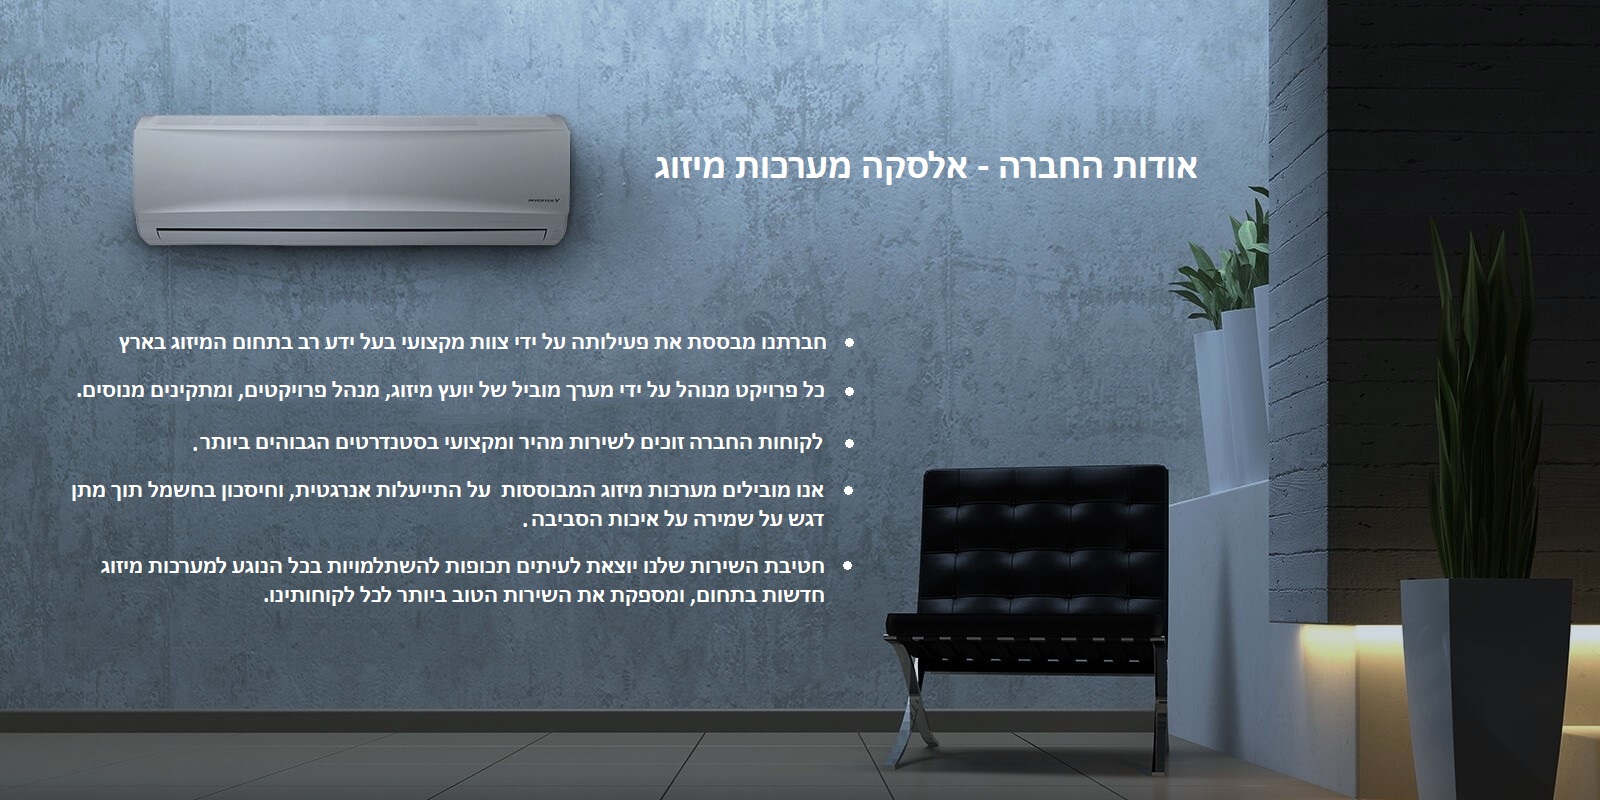 אודות החברה - אלסקה מערכות מיזוג
INVERTER V
חברתנו מבססת את פעילותה על ידי צוות מקצועי בעל ידע רב בתחום המיזוג בארץ
כל פרויקט מנוהל על ידי מערך מוביל של יועץ מיזוג, מנהל פרויקטים, ומתקינים מנוסים.
לקוחות החברה זוכים לשירות מהיר ומקצועי בסטנדרטים הגבוהים ביותר.
אנו מובילים מערכות מיזוג המבוססות על התייעלות אנרגטית, וחיסכון בחשמל תוך מתן
דגש על שמירה על איכות הסביבה.
חטיבת השירות שלנו יוצאת לעיתים תכופות להשתלמויות בכל הנוגע למערכות מיזוג
חדשות בתחום, ומספקת את השירות הטוב ביותר לכל לקוחותינו.